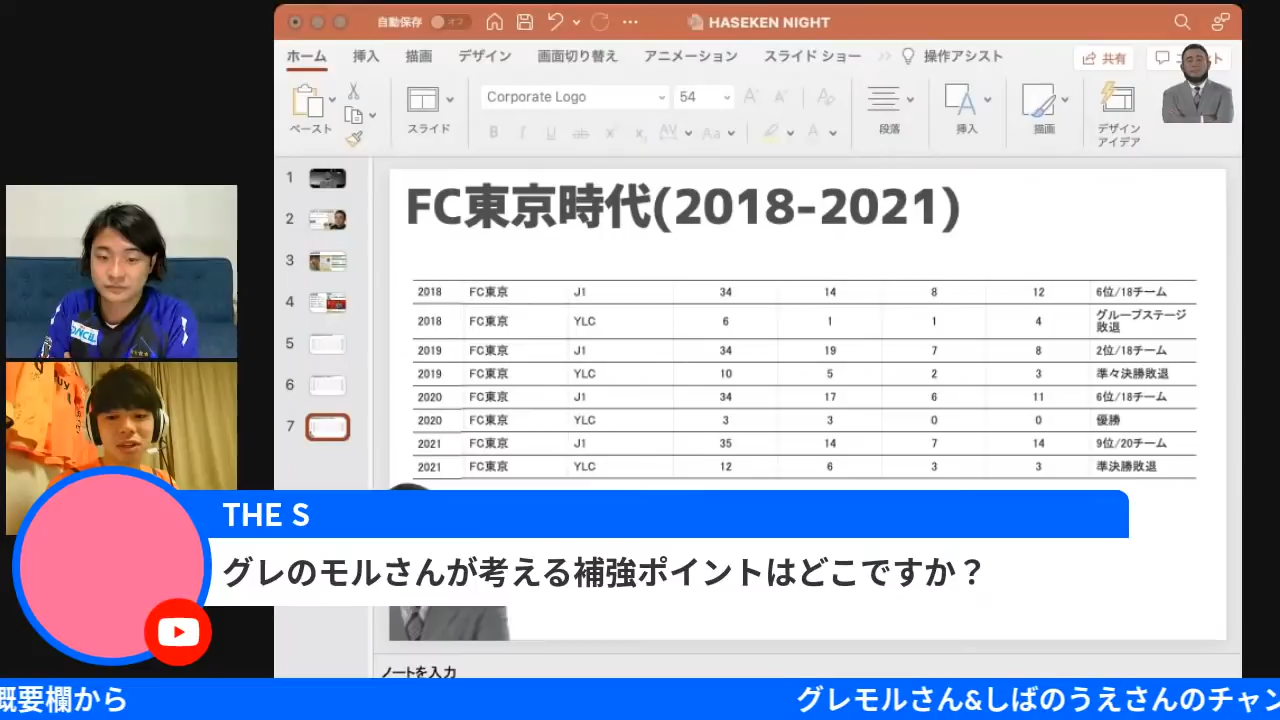 自動保存 オフ
HASEKEN NIGHT
ホーム 挿入 描画 デザイン 画面切り替え アニメーション スライド ショー 操作アシスト 共有
ペースト
スライド
Corporate Logo 54
段落
挿入
描画
デザイン
アイデア
1
2
3
4
5
6
7
FC東京時代(2018-2021)
2018 FC東京 J1 34 14 8 12 6位/18チーム
2018 FC東京 YLC 6 1 1 4 グループステージ
敗退
2019 FC東京 J1 34 19 7 8 2位/18チーム
2019 FC東京 YLC 10 5 2 3 準々決勝敗退
2020 FC東京 J1 34 17 6 11 6位/18チーム
2020 FC東京 YLC 3 3 0 0 優勝
2021 FC東京 J1 35 14 7 14 9位/20チーム
2021 FC東京 YLC 12 6 3 3 準決勝敗退
THE S
グレのモルさんが考える補強ポイントはどこですか？
ノートを入力
概要欄から
グレモルさん&しばのうえさんのチャン